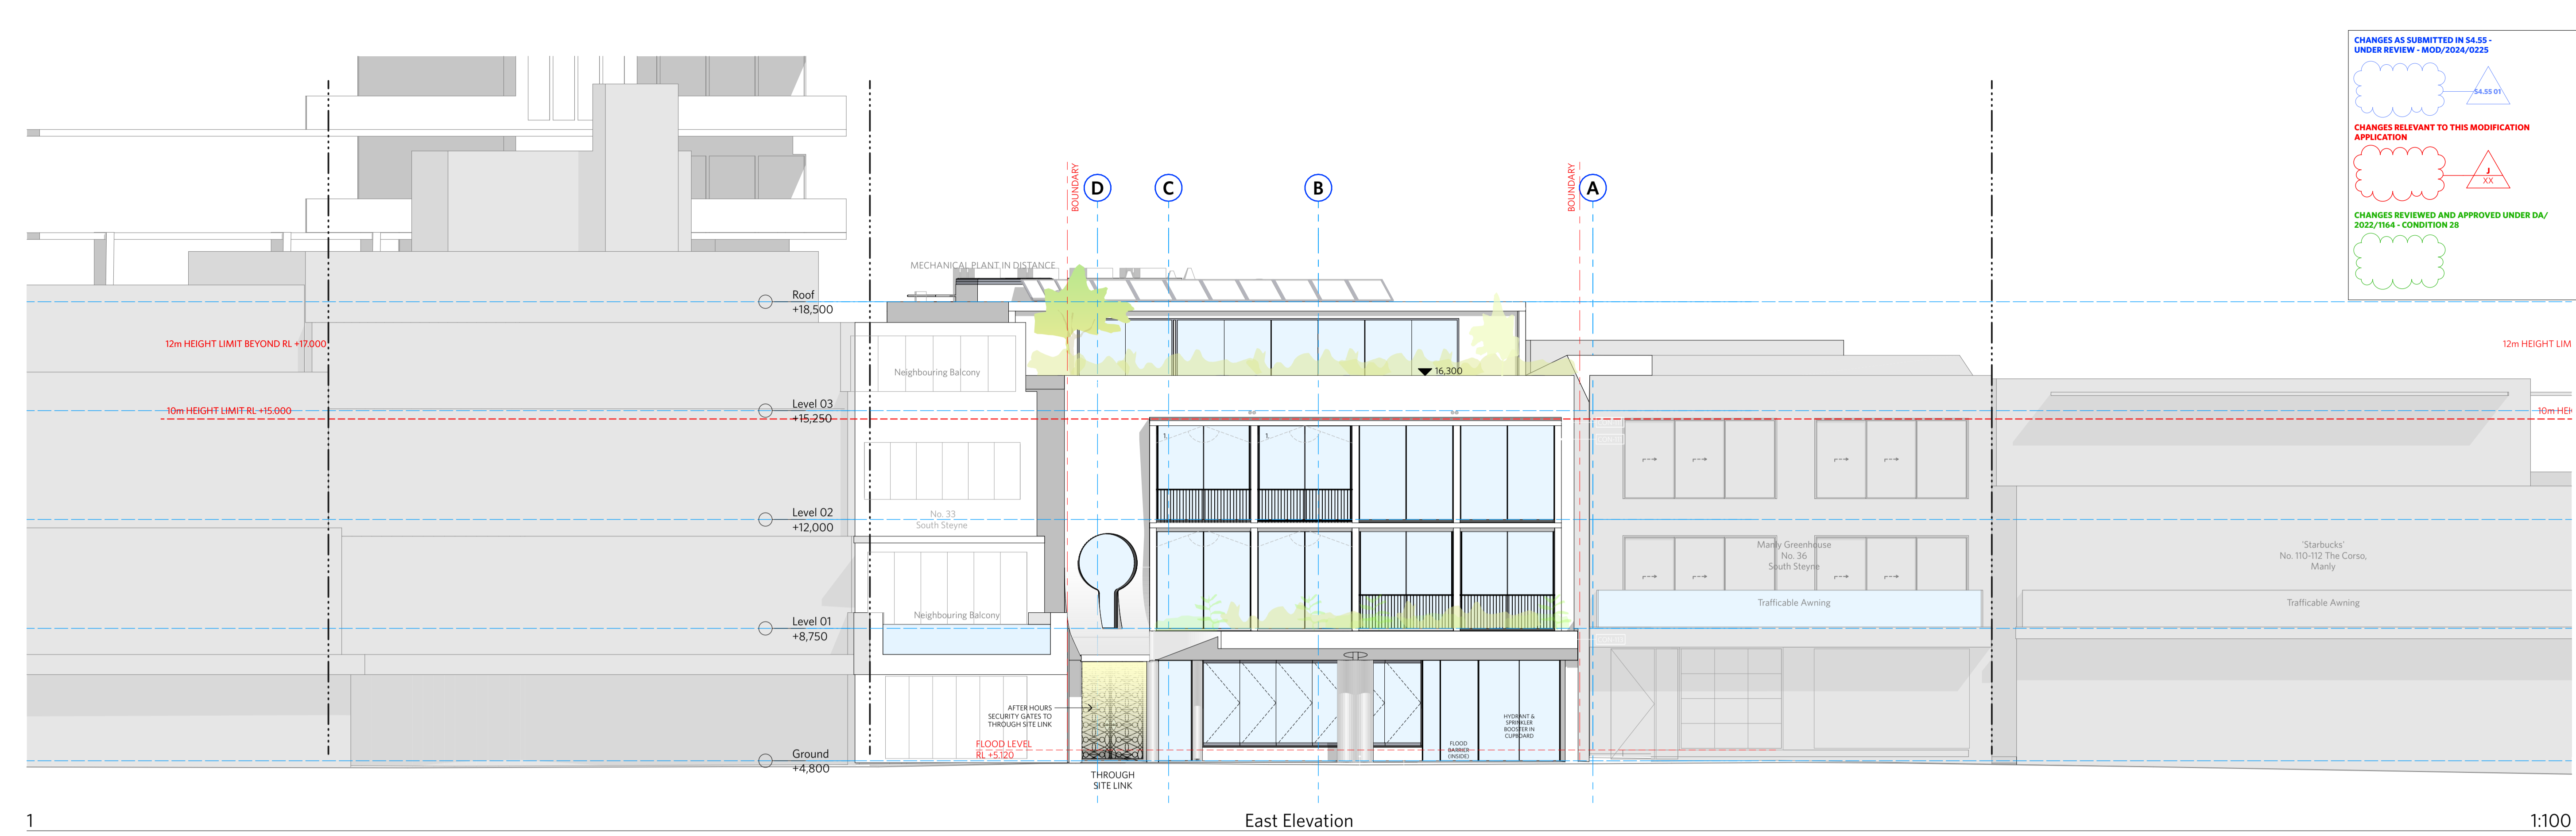 CHANGES AS SUBMITTED IN S4.55 -
UNDER REVIEW - MOD/2024/0225
S4.55 01
CHANGES RELEVANT TO THIS MODIFICATION
APPLICATION
J
XX
CHANGES REVIEWED AND APPROVED UNDER DA/
2022/1164 - CONDITION 28
BOUNDARY
D
C
B
BOUNDARY
A
MECHANICAL PLANT IN DISTANCE
Roof
+18,500
12m HEIGHT LIMIT BEYOND RL +17.000
12m HEIGHT LIM
Neighbouring Balcony
16,300
Level 03
+15,250
10m HEIGHT LIMIT RL +15.000
10m HEI
Level 02
+12,000
No. 33
South Steyne
Manly Greenhouse
No. 36
South Steyne
'Starbucks'
No. 110-112 The Corso,
Manly
Trafficable Awning
Trafficable Awning
Neighbouring Balcony
Level 01
+8,750
AFTER HOURS
SECURITY GATES TO
THROUGH SITE LINK
HYDRANT &
SPRINKLER
BOOSTER IN
CUPBOARD
FLOOD LEVEL
RL +5.120
FLOOD
BARRIER
(INSIDE)
Ground
+4,800
THROUGH
SITE LINK
1
East Elevation
1:100